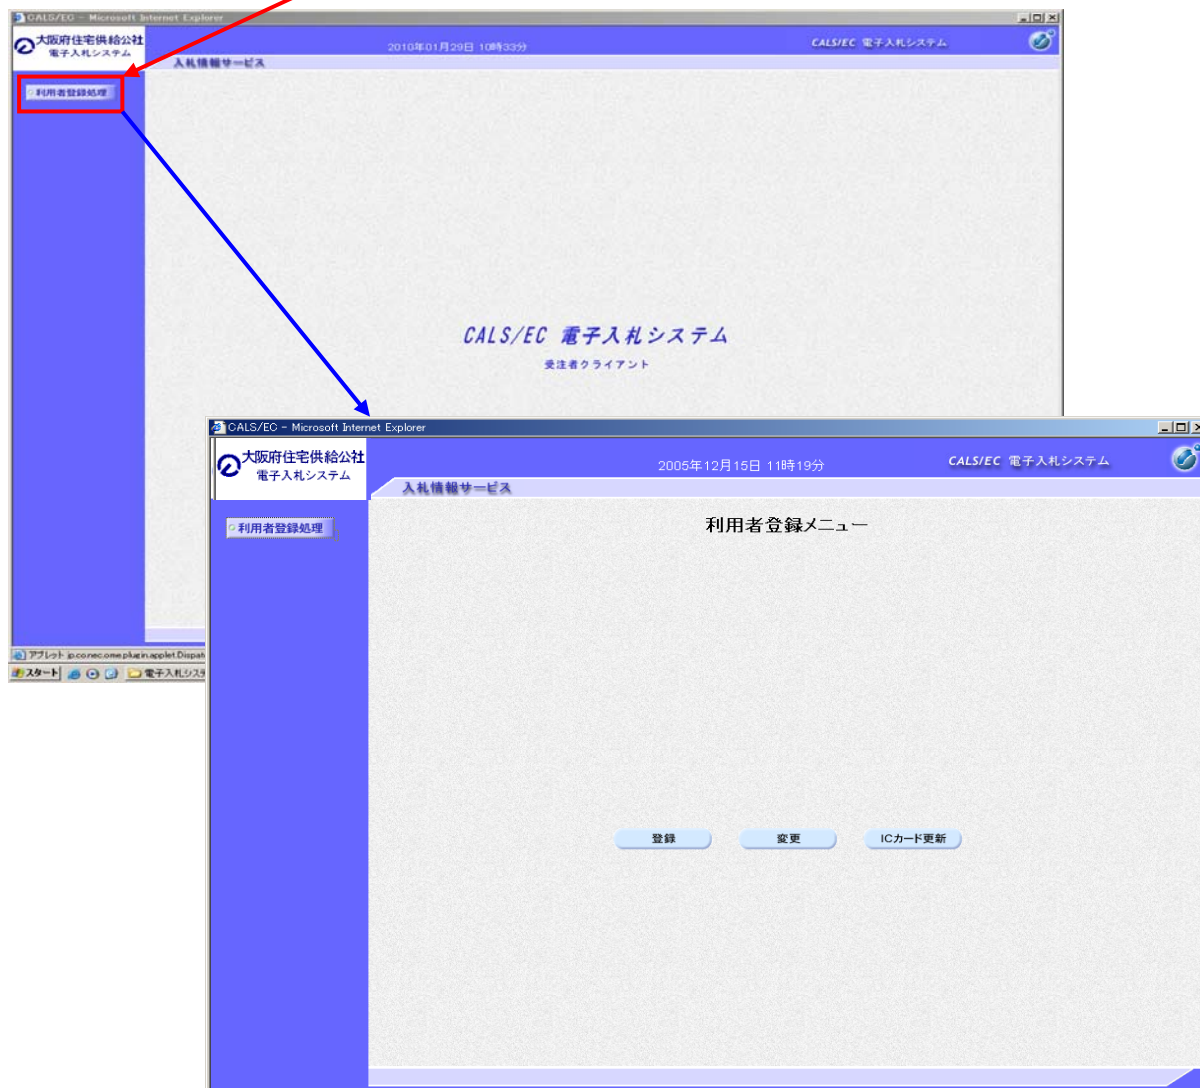 CALS/EC - Microsoft Internet Explorer
大阪府住宅供給公社
電子入札システム
2010年01月29日 10時33分
CALS/EC 電子入札システム
入札情報サービス
利用者登録処理
CALS/EC 電子入札システム
受注者クライアント
アプレット jp.co.nec.ome.plugin.applet.Dispat
スタート
電子入札システ
CALS/EC - Microsoft Internet Explorer
大阪府住宅供給公社
電子入札システム
2005年12月15日 11時19分
CALS/EC 電子入札システム
入札情報サービス
利用者登録処理
利用者登録メニュー
登録
変更
ICカード更新